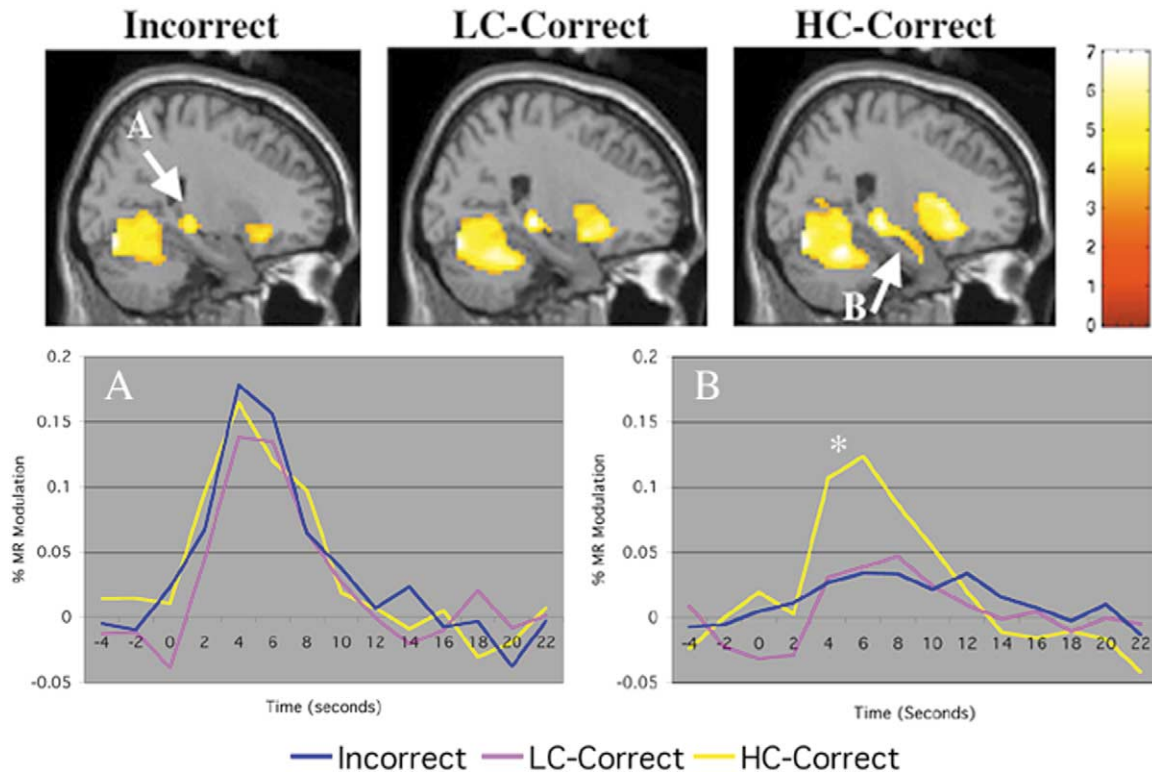 Incorrect LC-Correct HC-Correct
A
B
7
6
5
4
3
2
1
0
A
0.2
0.15
0.1
0.05
0
-0.05
% MR Modulation
-4 -2 0 2 4 6 8 10 12 14 16 18 20 22
Time (seconds)
B
*
0.2
0.15
0.1
0.05
0
-0.05
% MR Modulation
-4 -2 0 2 4 6 8 10 12 14 16 18 20 22
Time (Seconds)
Incorrect LC-Correct HC-Correct